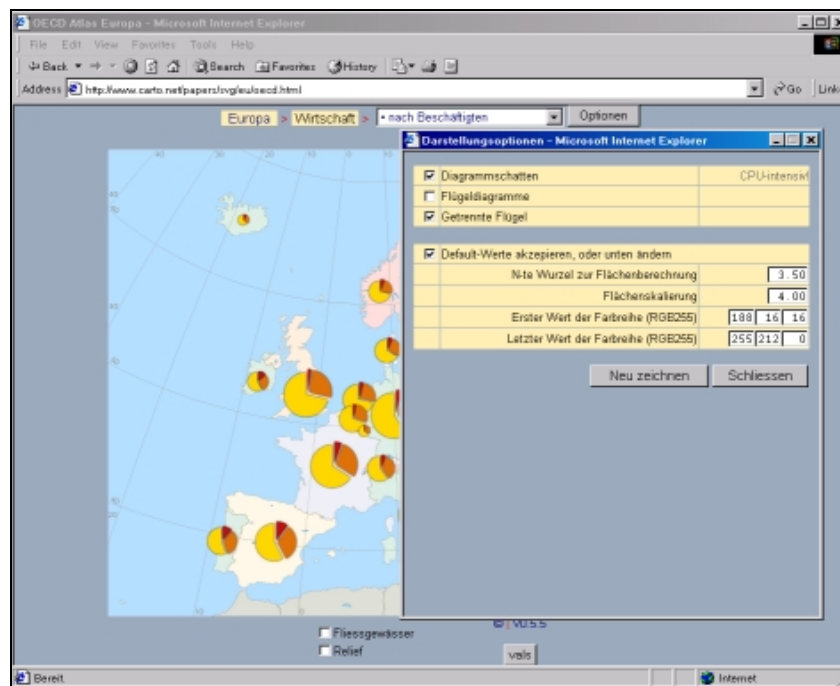 OECD Atlas Europa - Microsoft Internet Explorer
File Edit View Favorites Tools Help
Back Search Favorites History
Address http://www.carto.net/papers/svg/eu/oecd.html Go Link
Europa > Wirtschaft > • nach Beschäftigten Optionen
Darstellungsoptionen - Microsoft Internet Explorer
Diagrammschatten CPU-intensiv!
Flügeldiagramme
Getrennte Flügel
Default-Werte akzepieren, oder unten ändern
N-te Wurzel zur Flächenberechnung 3.50
Flächenskalierung 4.00
Erster Wert der Farbreihe (RGB255) 188 16 16
Letzter Wert der Farbreihe (RGB255) 255 212 0
Neu zeichnen Schliessen
© | V0.5.5
Fliessgewässer
Relief
vals
Bereit. Internet